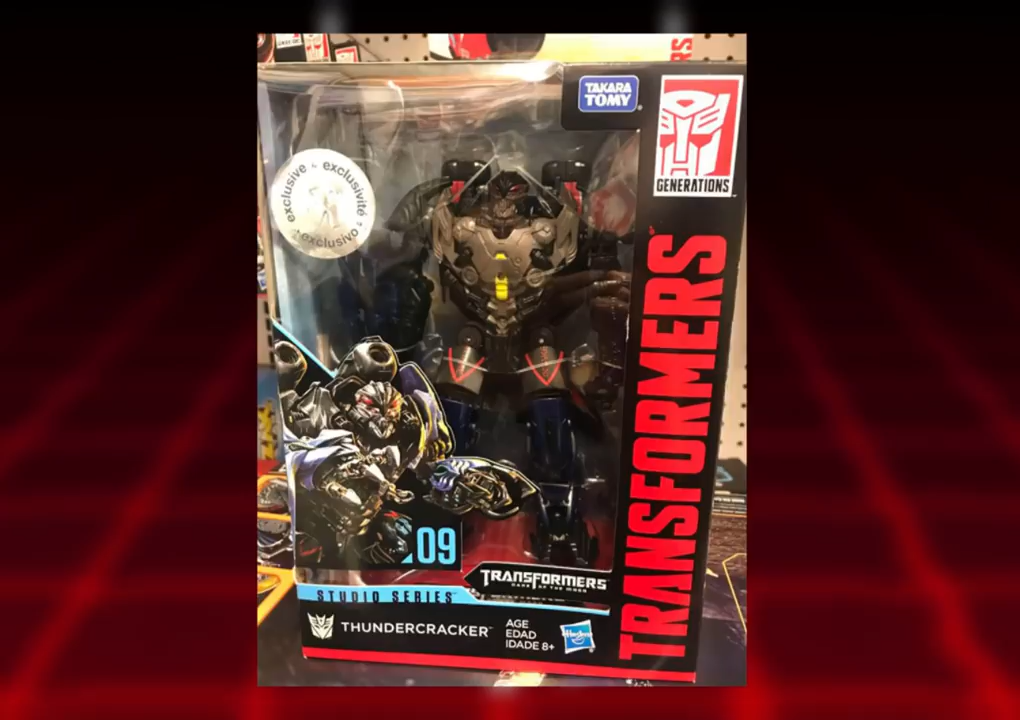 TAKARA
TOMY
GENERATIONS
exclusive • exclusivité • exclusivo •
TRANSFORMERS
.09
TRANSFORMERS
DARK OF THE MOON
STUDIO SERIES
THUNDERCRACKER™
AGE
EDAD
IDADE 8+
Hasbro